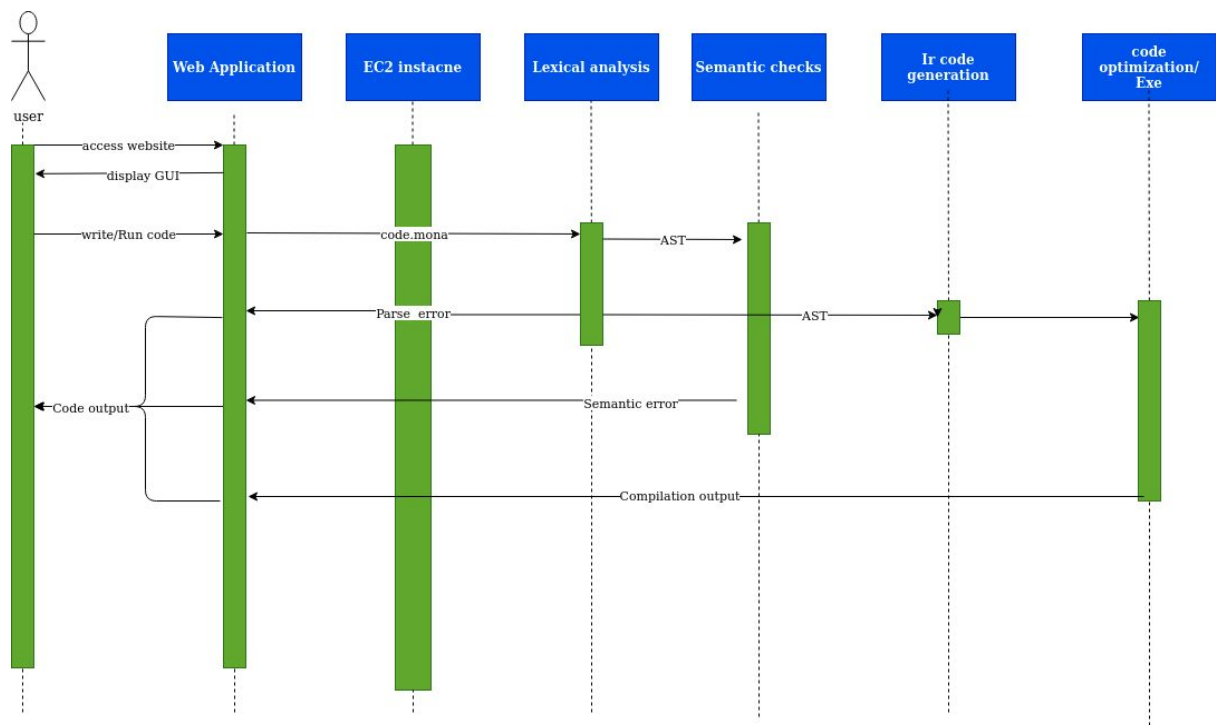 Web Application
EC2 instacne
Lexical analysis
Semantic checks
Ir code
generation
code
optimization/
Exe
user
access website
display GUI
write/Run code
code.mona
AST
Parse error
AST
Code output
Semantic error
Compilation output